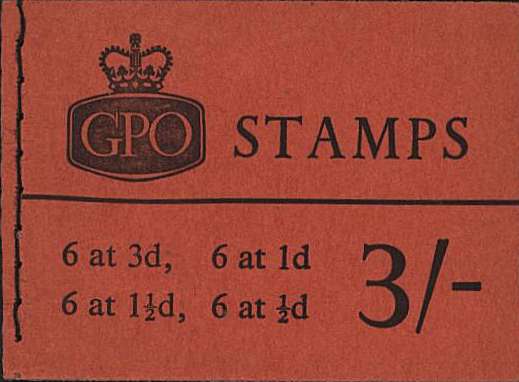 GPO STAMPS
6 at 3d, 6 at 1d
6 at 1½d, 6 at ½d
3/-